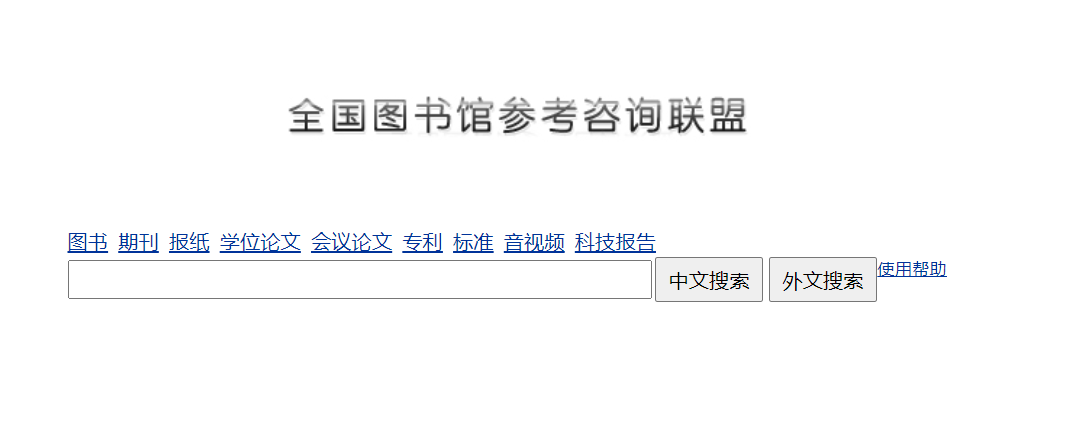 全国图书馆参考咨询联盟
图书 期刊 报纸 学位论文 会议论文 专利 标准 音视频 科技报告
中文搜索 外文搜索 使用帮助